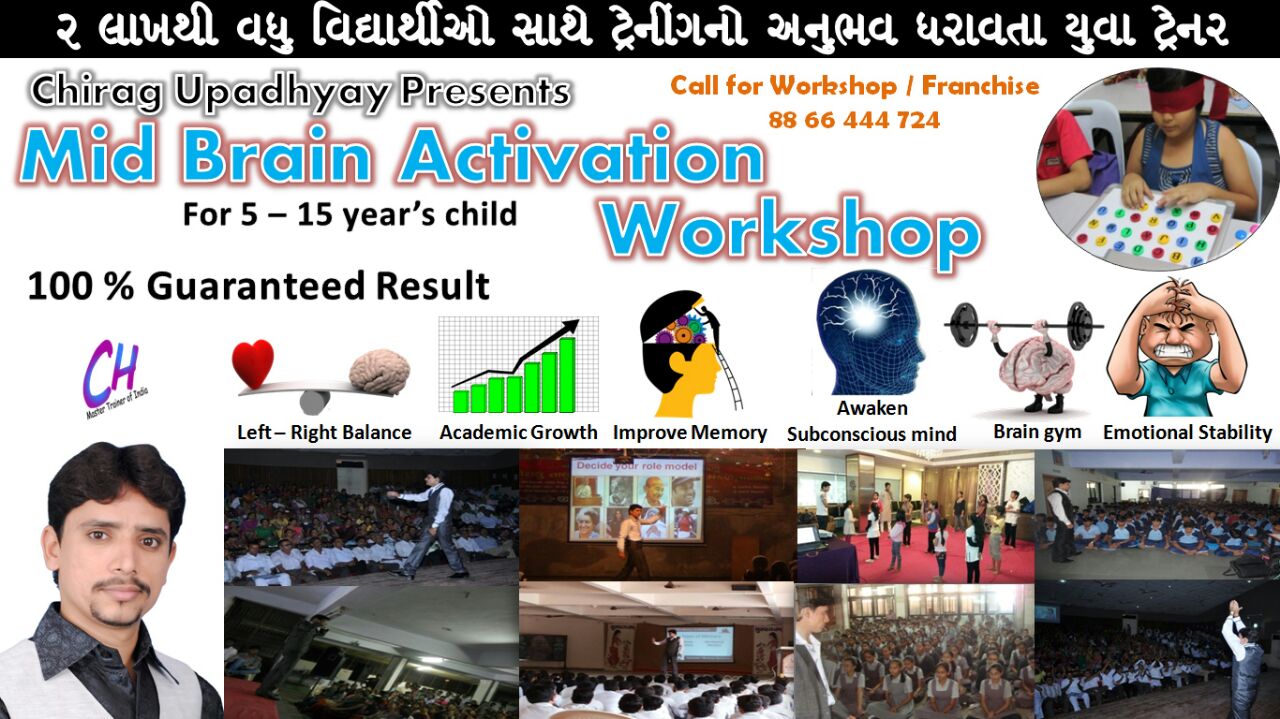 ૨ લાખથી વધુ વિદ્યાર્થીઓ સાથે ટ્રેનીંગનો અનુભવ ધરાવતા યુવા ટ્રેનર
Chirag Upadhyay Presents
Call for Workshop / Franchise
88 66 444 724
Mid Brain Activation
Workshop
For 5 – 15 year’s child
100 % Guaranteed Result
CH
Master Trainer of India
Left – Right Balance
Academic Growth
Improve Memory
Awaken
Subconscious mind
Brain gym
Emotional Stability
Decide your role model